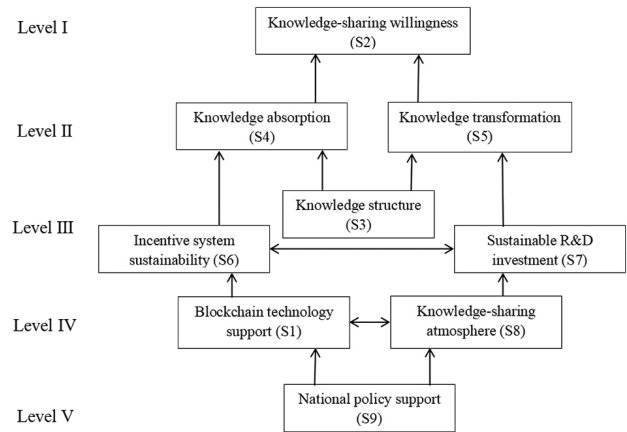 Level I
Knowledge-sharing willingness
(S2)
Level II
Knowledge absorption
(S4)
Knowledge transformation
(S5)
Level III
Knowledge structure
(S3)
Incentive system
sustainability (S6)
Sustainable R&D
investment (S7)
Level IV
Blockchain technology
support (S1)
Knowledge-sharing
atmosphere (S8)
Level V
National policy support
(S9)